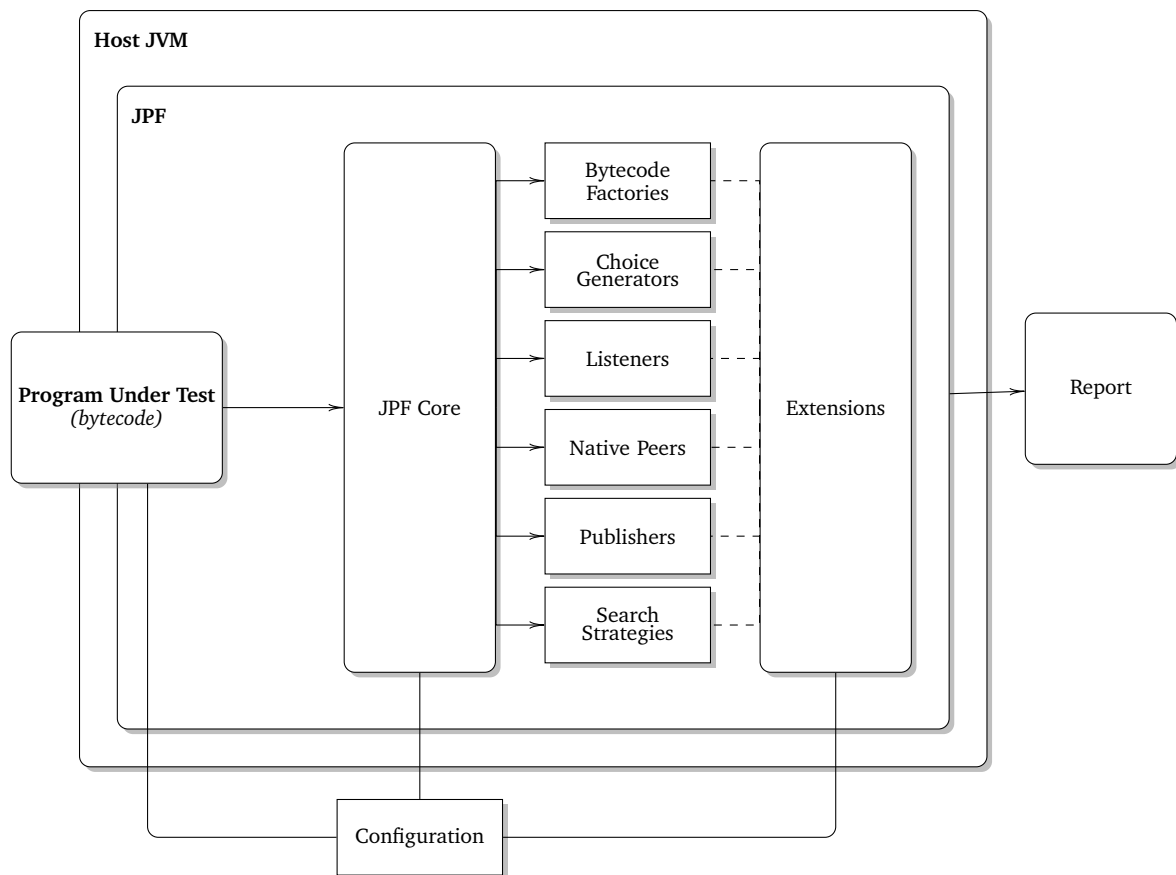 Host JVM
JPF
Bytecode
Factories
Choice
Generators
Listeners
Program Under Test
(bytecode)
JPF Core
Native Peers
Extensions
Report
Publishers
Search
Strategies
Configuration